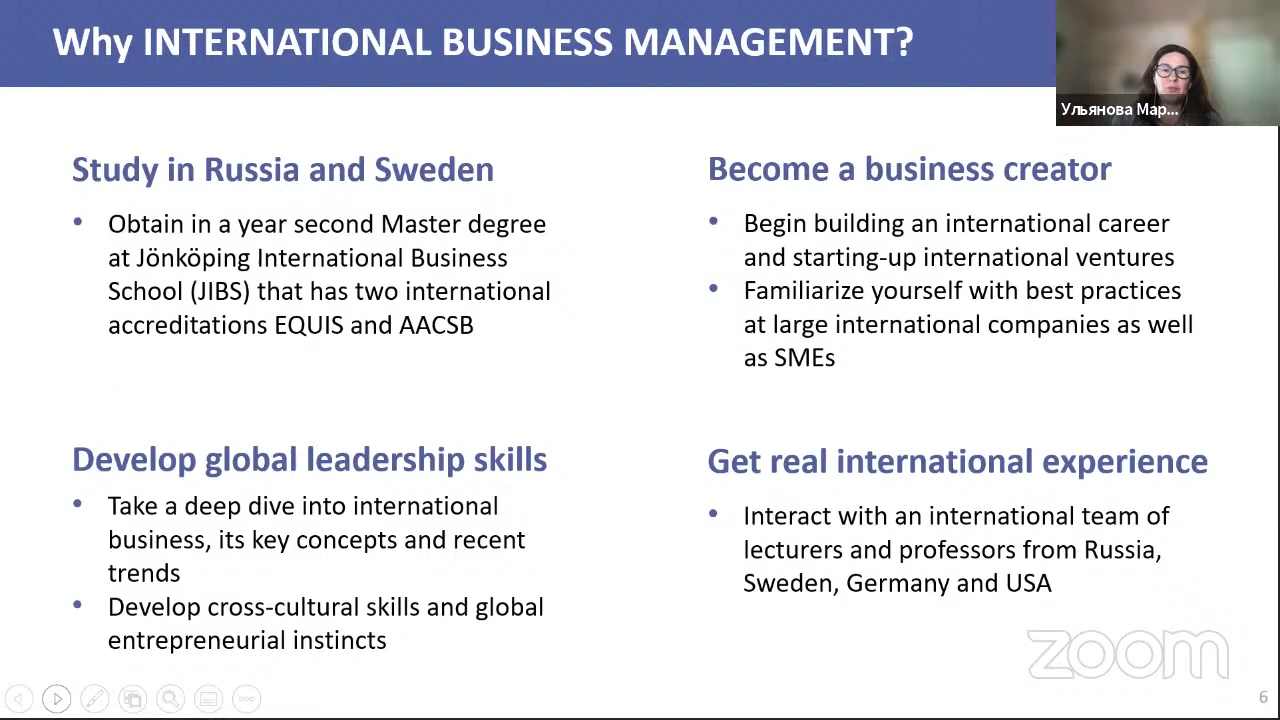 Why INTERNATIONAL BUSINESS MANAGEMENT?
Ульянова Мар...
Study in Russia and Sweden
• Obtain in a year second Master degree
at Jönköping International Business
School (JIBS) that has two international
accreditations EQUIS and AACSB
Become a business creator
• Begin building an international career
and starting-up international ventures
• Familiarize yourself with best practices
at large international companies as well
as SMEs
Develop global leadership skills
• Take a deep dive into international
business, its key concepts and recent
trends
• Develop cross-cultural skills and global
entrepreneurial instincts
Get real international experience
• Interact with an international team of
lecturers and professors from Russia,
Sweden, Germany and USA
zoom
6